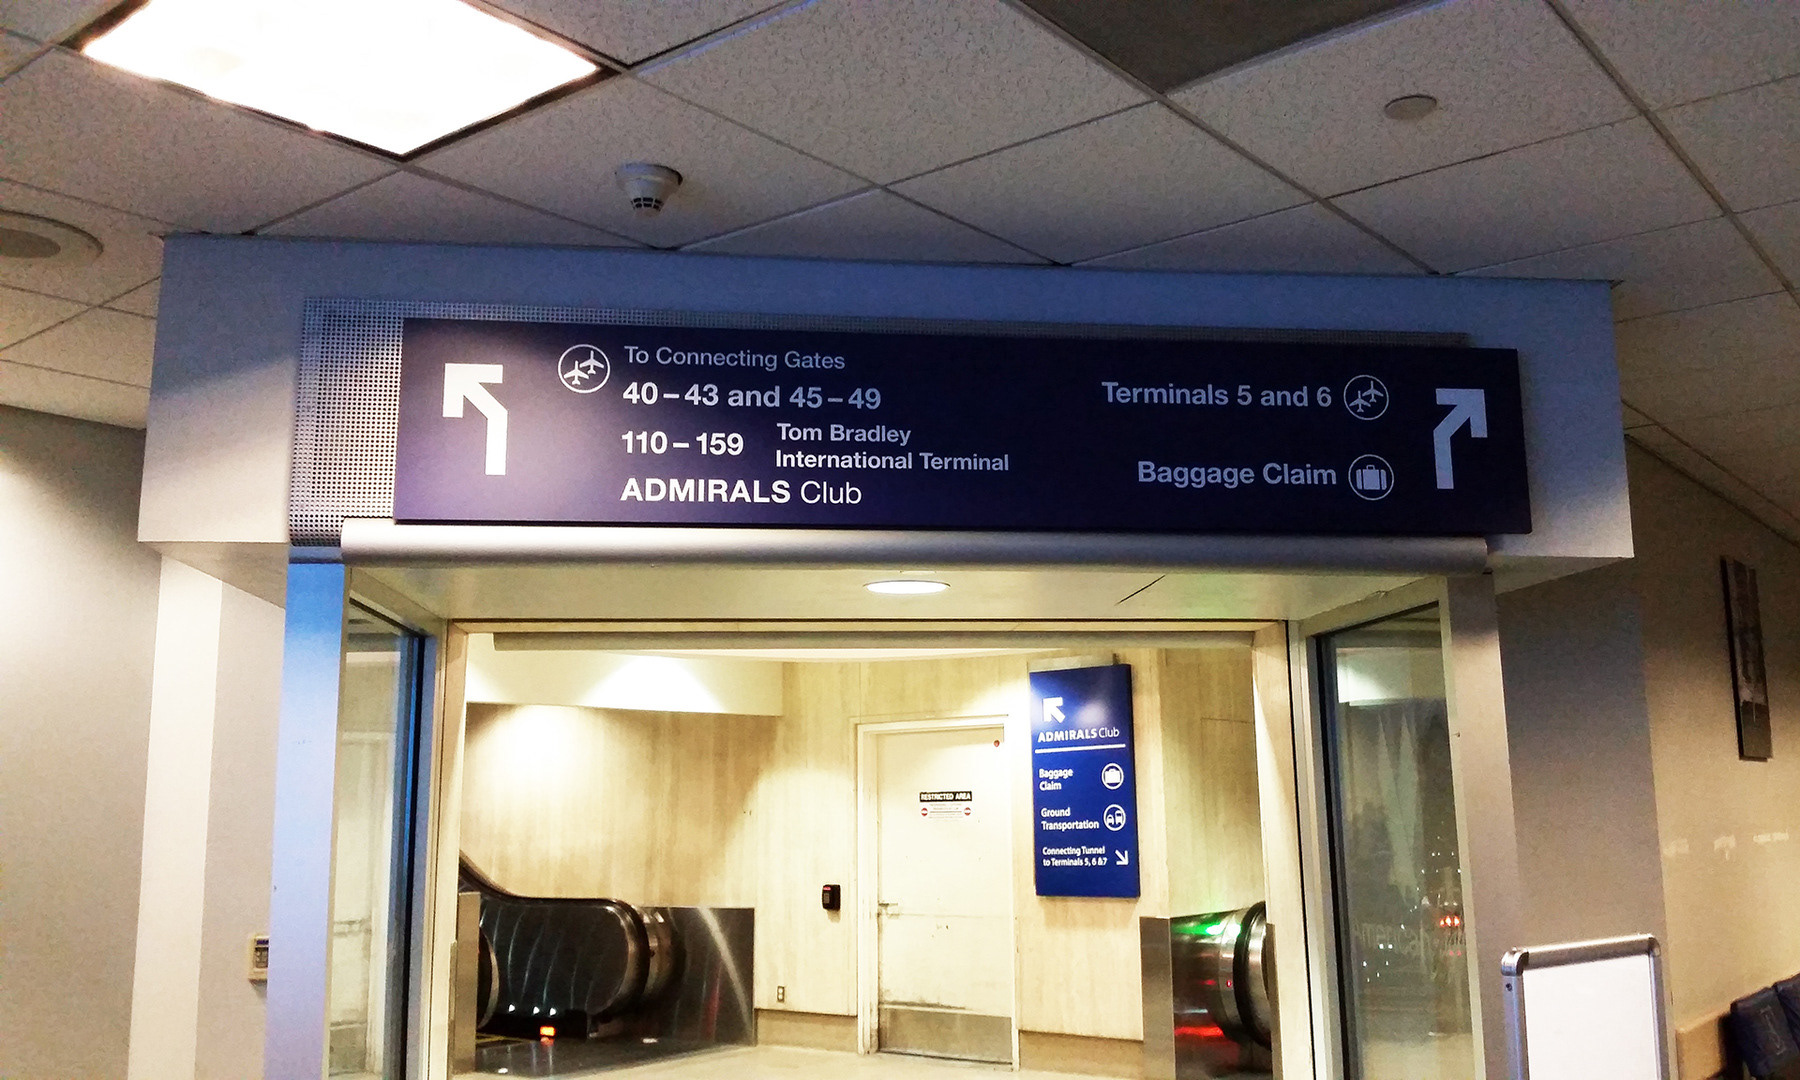 To Connecting Gates
40 – 43 and 45 – 49
110 – 159
Tom Bradley
International Terminal
ADMIRALS Club
Terminals 5 and 6
Baggage Claim
RESTRICTED AREA
ADMIRALS Club
Baggage
Claim
Ground
Transportation
Connecting Tunnel
to Terminals 5, 6 &7